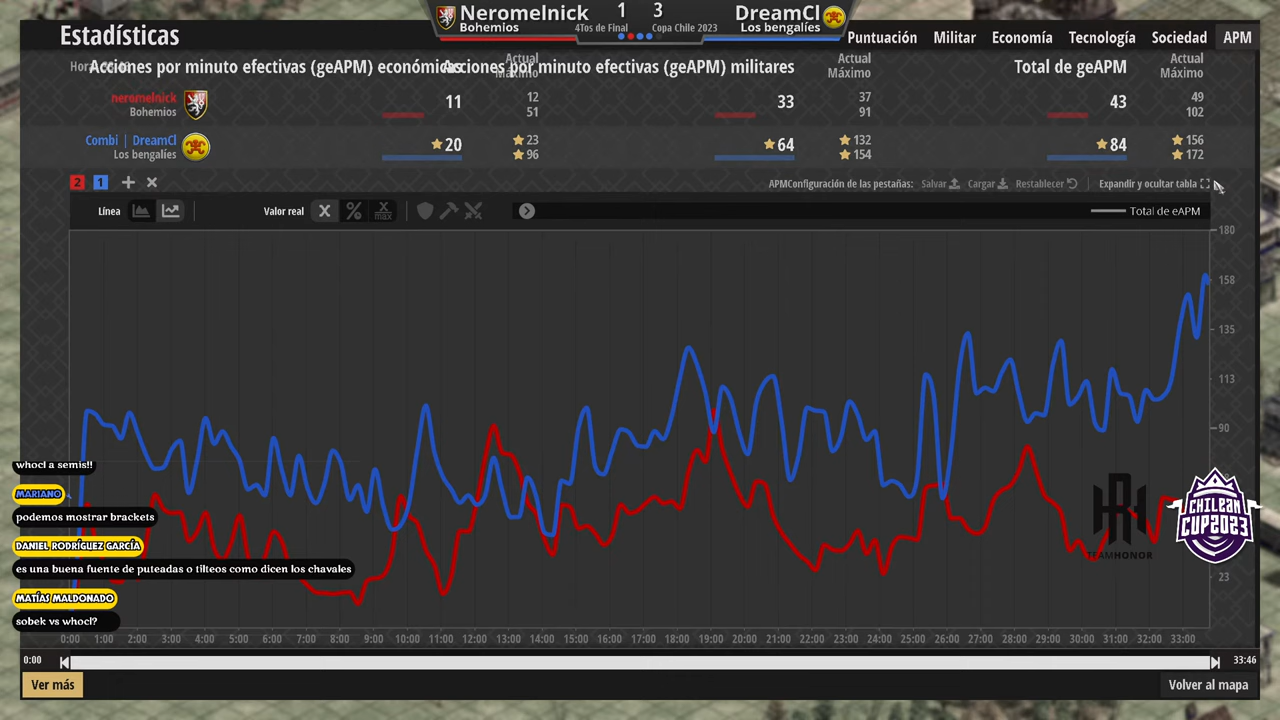 Neromelnick
Bohemios
1 3
4Tos de Final
Copa Chile 2023
DreamCl
Los bengalíes
Estadísticas
Puntuación
Militar
Economía
Tecnología
Sociedad
APM
Hora
Acciones por minuto efectivas (geAPM) económicas
Actual
Máximo
Acciones por minuto efectivas (geAPM) militares
Actual
Máximo
Total de geAPM
Actual
Máximo
neromelnick
Bohemios
11
12
51
33
37
91
43
49
102
Combi | DreamCl
Los bengalíes
20
23
96
64
132
154
84
156
172
2
1
APMConfiguración de las pestañas:
Salvar
Cargar
Restablecer
Expandir y ocultar tabla
Línea
Valor real
X
%
X
max
Total de eAPM
180
158
135
113
90
23
whocl a semis!!
MARIANO
podemos mostrar brackets
DANIEL RODRÍGUEZ GARCÍA
es una buena fuente de puteadas o tilteos como dicen los chavales
MATÍAS MALDONADO
sobek vs whocl?
TEAMHONOR
CHILEAN
CUP2023
0:00 1:00 2:00 3:00 4:00 5:00 6:00 7:00 8:00 9:00 10:00 11:00 12:00 13:00 14:00 15:00 16:00 17:00 18:00 19:00 20:00 21:00 22:00 23:00 24:00 25:00 26:00 27:00 28:00 29:00 30:00 31:00 32:00 33:00
0:00
33:46
Ver más
Volver al mapa